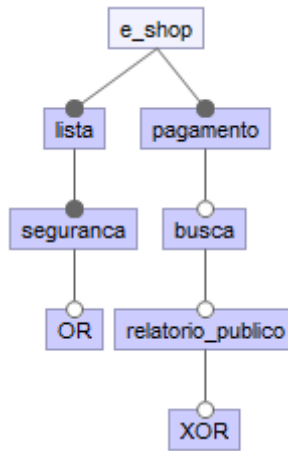 e_shop
lista
pagamento
seguranca
busca
OR
relatorio_publico
XOR